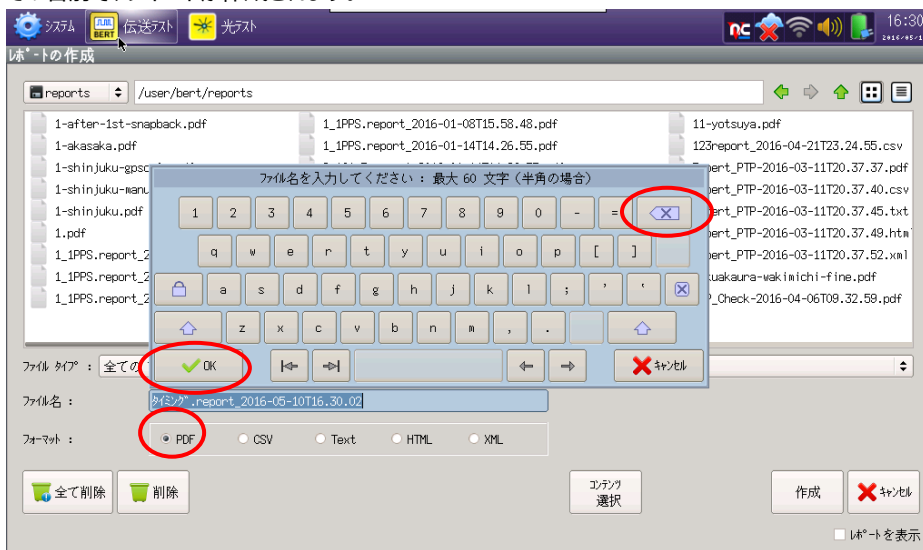 システム BERT 伝送テスト 光テスト 16:30
レポートの作成
reports /user/bert/reports
1-after-1st-snapback.pdf 1_1PPS.report_2016-01-08T15.58.48.pdf 11-yotsuya.pdf
1-akasaka.pdf 1_1PPS.report_2016-01-14T14.26.55.pdf 123report_2016-04-21T23.24.55.csv
ert_PTP-2016-03-11T20.37.37.pdf
ert_PTP-2016-03-11T20.37.40.csv
1-shinjuku.pdf ert_PTP-2016-03-11T20.37.45.txt
1.pdf ert_PTP-2016-03-11T20.37.49.htm
1_1PPS.report_2 ert_PTP-2016-03-11T20.37.52.xml
1_1PPS.report_2 uakaura-wakimichi-fine.pdf
1_1PPS.report_2 _Check-2016-04-06T09.32.59.pdf
ファイル名を入力してください : 最大 60 文字 (半角の場合)
1 2 3 4 5 6 7 8 9 0 - =
q w e r t y u i o p [ ]
a s d f g h j k l ; ' `
z x c v b n m , .
OK キャンセル
ファイル タイプ : 全ての
ファイル名 : タイミング.report_2016-05-10T16.30.02
フォーマット : PDF CSV Text HTML XML
全て削除 削除 コンテンツ
選択 作成 キャンセル
レポートを表示